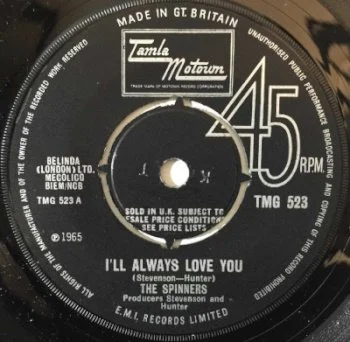 MADE IN GT. BRITAIN
ALL RIGHTS OF THE MANUFACTURER AND OF THE OWNER OF THE RECORDED WORK RESERVED
UNAUTHORISED PUBLIC PERFORMANCE BROADCASTING AND COPYING OF THIS RECORD PROHIBITED
Tamla
Motown
TRADE MARK OF MOTOWN RECORD CORPORATION
45
R.P.M.
BELINDA
(LONDON) LTD.
MECOLICO
BIEM/NCB
TMG 523 A
TMG 523
SOLD IN U.K. SUBJECT TO
RESALE PRICE CONDITIONS
SEE PRICE LISTS
℗1965
I'LL ALWAYS LOVE YOU
(Stevenson—Hunter)
THE SPINNERS
Producers Stevenson and
Hunter
E.M.I. RECORDS LIMITED